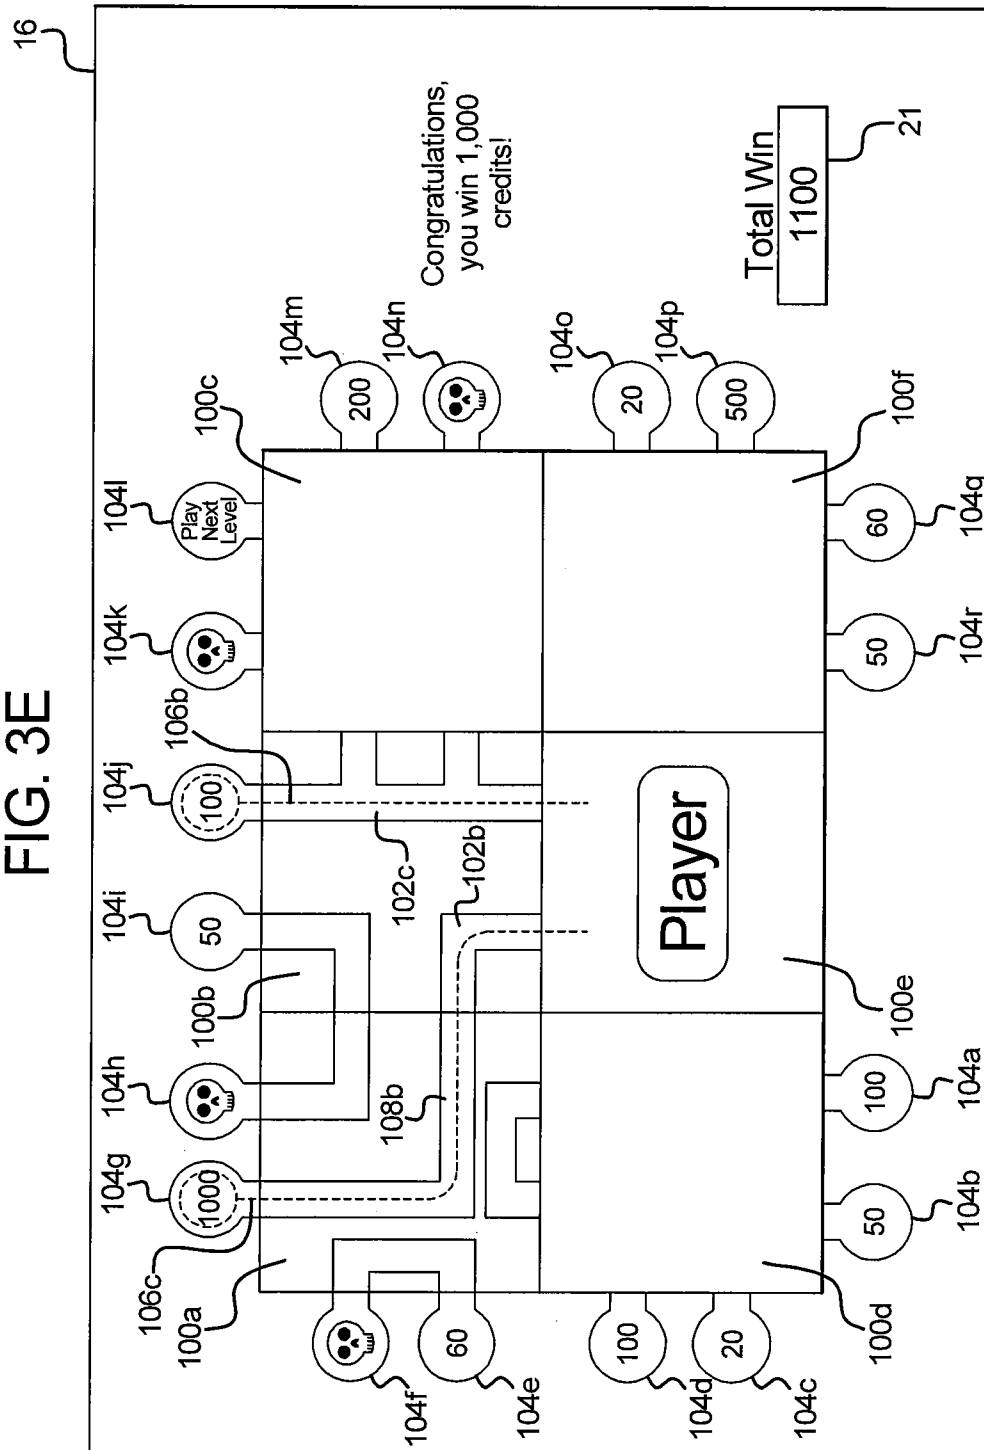 FIG. 3E
16
104g
104h
104i
104j
104k
104l
1000
50
100
Play
Next
Level
106c
100a
100b
106b
100c
104f
104e
60
104d
100
104c
20
108b
102c
102b
104m
200
104n
104o
20
104p
500
Congratulations,
you win 1,000
credits!
Total Win
1100
21
Player
100d
100e
100f
50
100
50
60
104b
104a
104r
104q